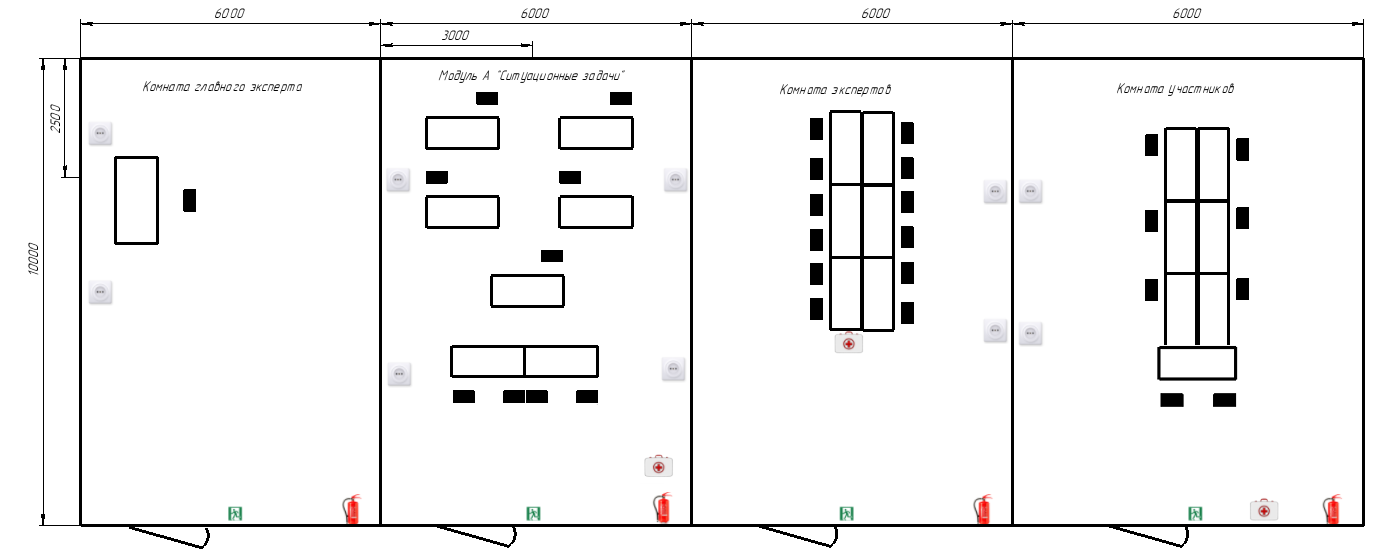 6000
6000
6000
6000
3000
Комната главного эксперта
Модуль А "Ситуационные задачи"
Комната экспертов
Комната участников
2500
10000